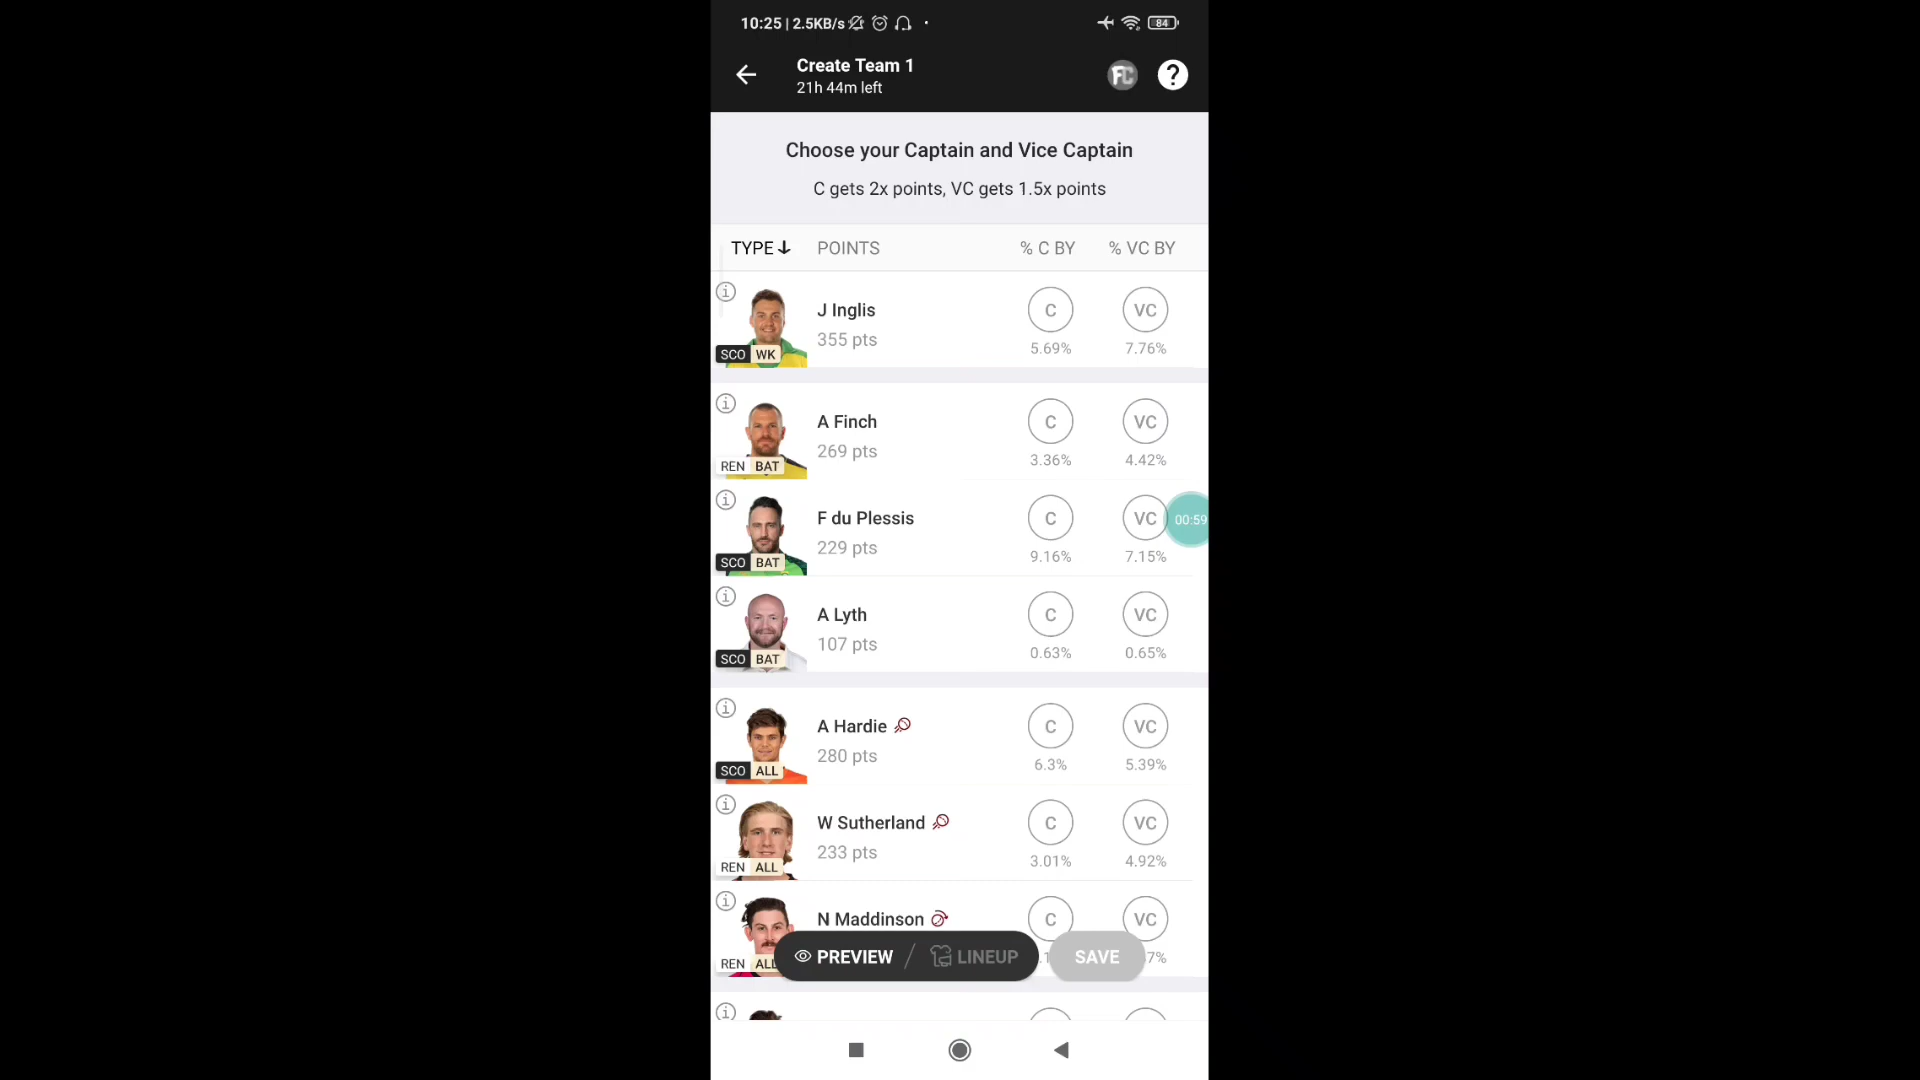 10:25 | 2.5KB/s
84
Create Team 1
21h 44m left
FC
?
Choose your Captain and Vice Captain
C gets 2x points, VC gets 1.5x points
TYPE POINTS % C BY % VC BY
J Inglis C VC
355 pts
SCO WK 5.69% 7.76%
A Finch C VC
269 pts
REN BAT 3.36% 4.42%
F du Plessis C VC 00:59
229 pts
SCO BAT 9.16% 7.15%
A Lyth C VC
107 pts
SCO BAT 0.63% 0.65%
A Hardie C VC
280 pts
SCO ALL 6.3% 5.39%
W Sutherland C VC
233 pts
REN ALL 3.01% 4.92%
N Maddinson C VC
REN ALL PREVIEW / LINEUP SAVE 7%